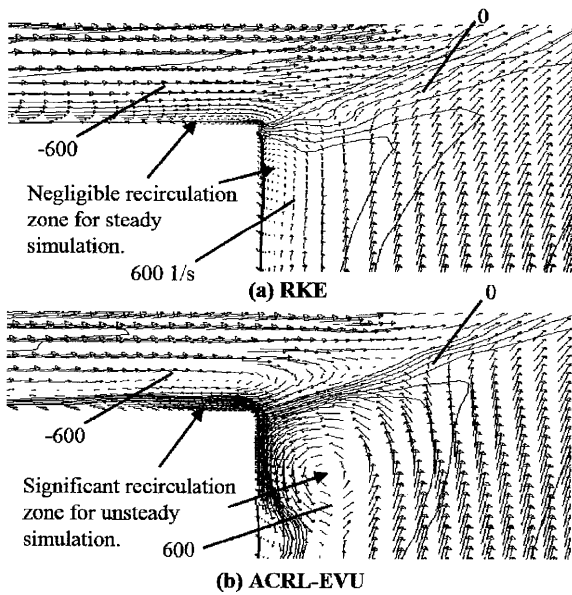 0
-600
Negligible recirculation
zone for steady
simulation.
600 1/s
(a) RKE
0
-600
Significant recirculation
zone for unsteady
simulation.
600
(b) ACRL-EVU